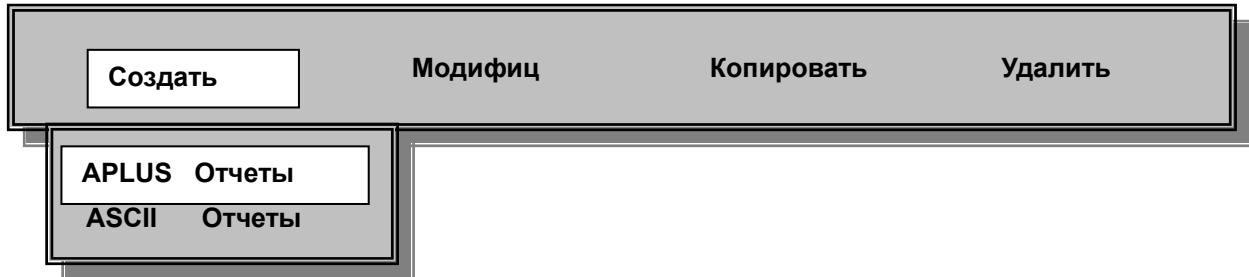 Создать Модифиц Копировать Удалить
APLUS Отчеты
ASCII Отчеты